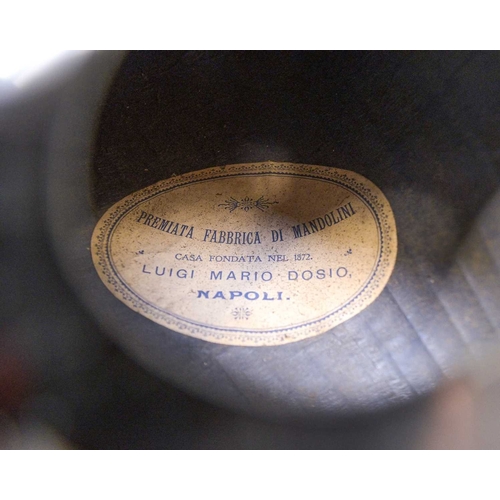 PREMIATA FABBRICA DI MANDOLINI
CASA FONDATA NEL 1872.
LUIGI MARIO DOSIO,
NAPOLI.